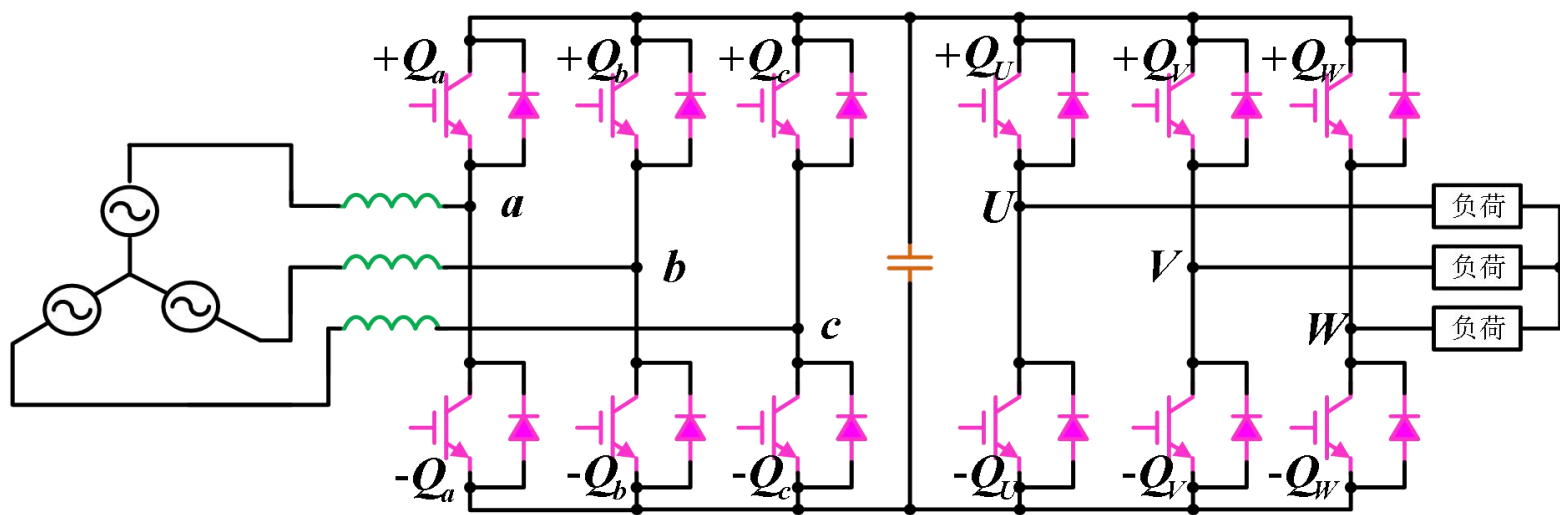 +Qa +Qb +Qc +QU +QV +QW
a U 负荷
b V 负荷
c W 负荷
-Qa -Qb -Qc -QU -QV -QW